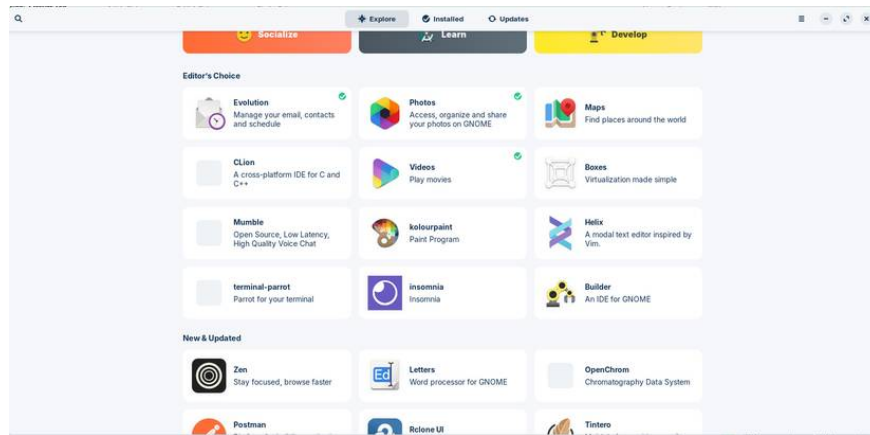 Explore
Installed
Updates
Socialize
Learn
Develop
Editor's Choice
Evolution
Manage your email, contacts
and schedule
Photos
Access, organize and share
your photos on GNOME
Maps
Find places around the world
CLion
A cross-platform IDE for C and
C++
Videos
Play movies
Boxes
Virtualization made simple
Mumble
Open Source, Low Latency,
High Quality Voice Chat
kolourpaint
Paint Program
Helix
A modal text editor inspired by
Vim.
terminal-parrot
Parrot for your terminal
insomnia
Insomnia
Builder
An IDE for GNOME
New & Updated
Zen
Stay focused, browse faster
Ed
Letters
Word processor for GNOME
OpenChrom
Chromatography Data System
Postman
Rclone UI
Tintero